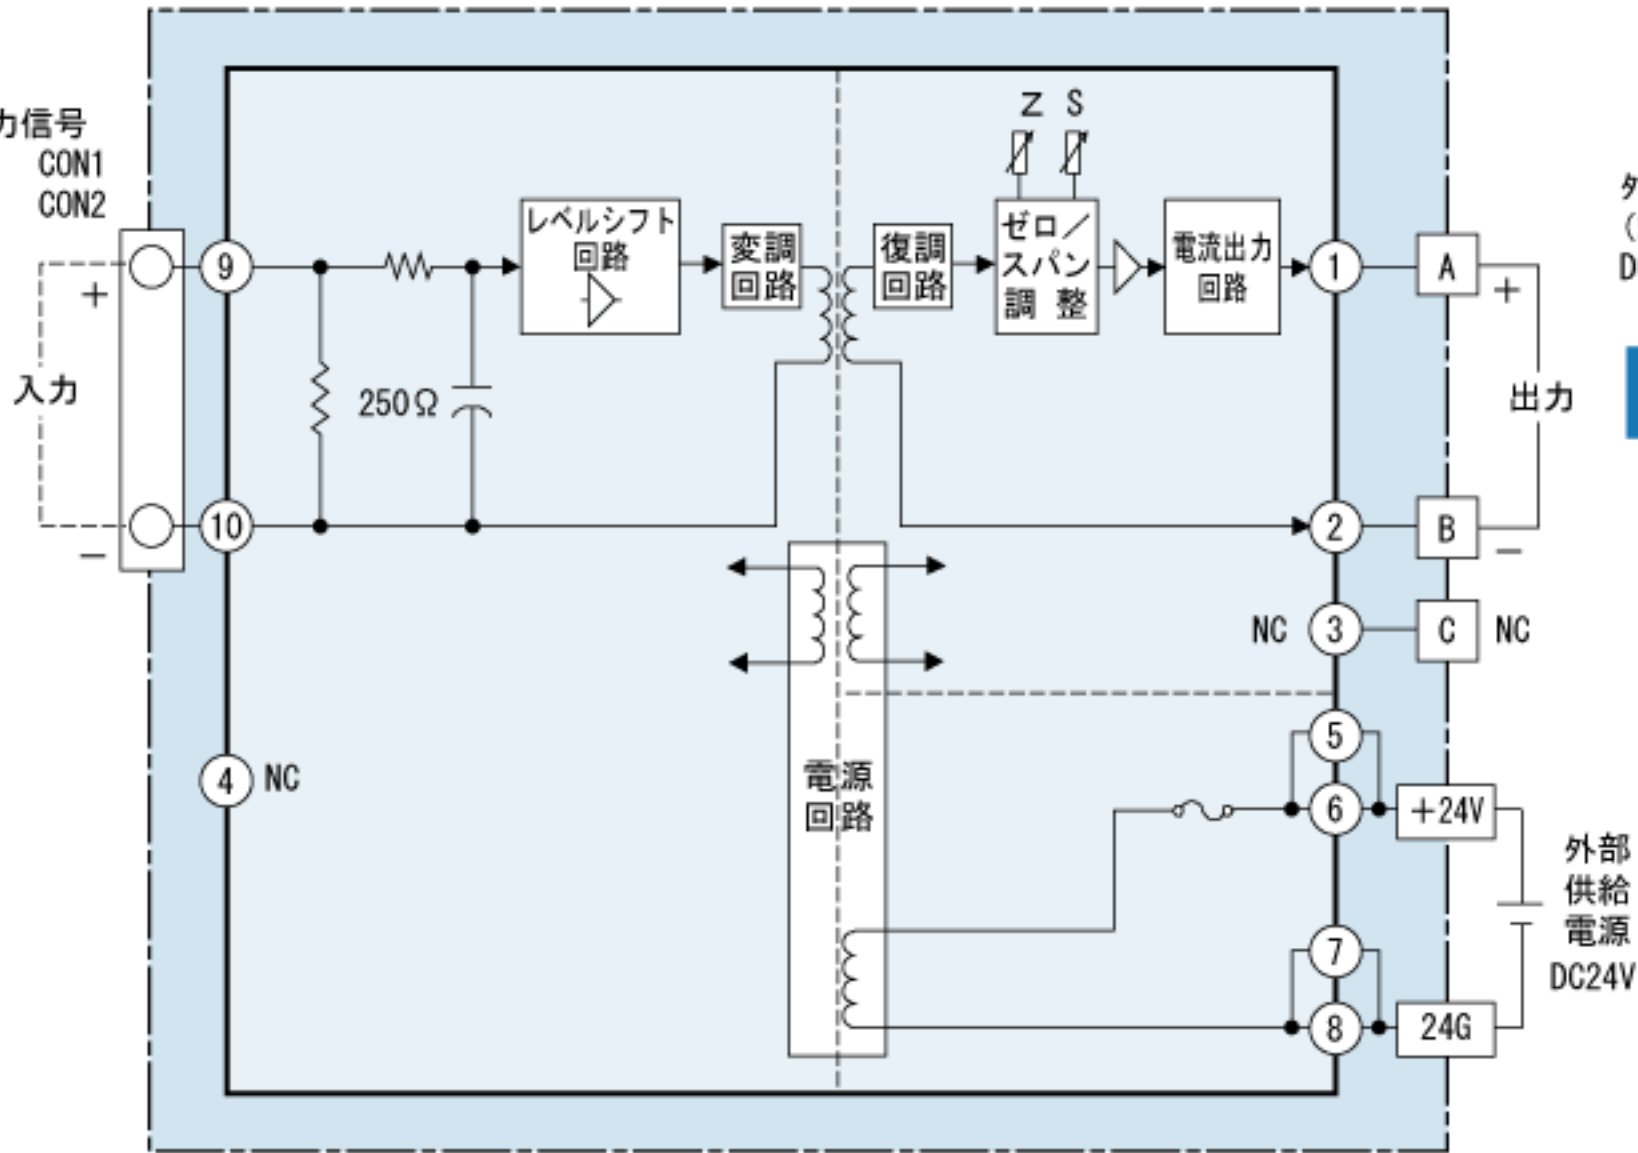 力信号
CON1
CON2
+
入力
−
9
10
4
NC
250Ω
レベルシフト
回路
変調
回路
復調
回路
Z S
ゼロ／
スパン
調 整
電流出力
回路
電源
回路
1
2
NC
3
5
6
7
8
A
+
出力
B
−
C
NC
+24V
24G
外部
供給
電源
DC24V
（
D